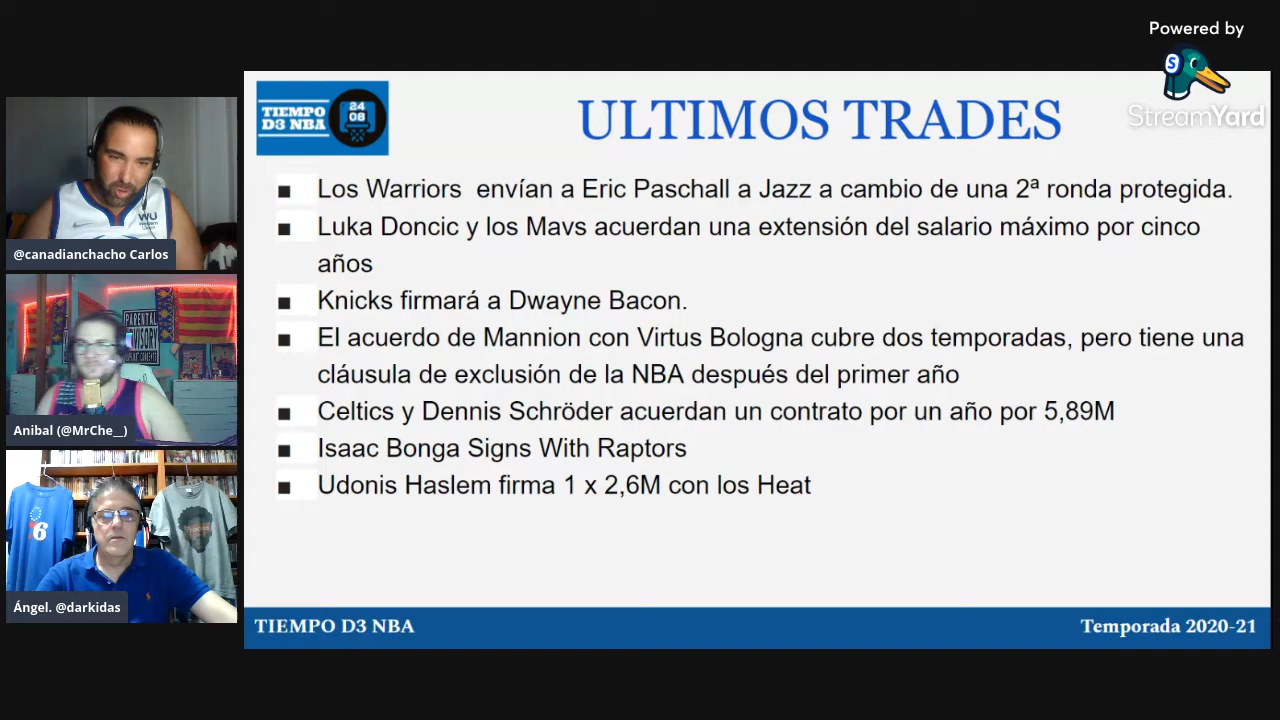 Powered by
StreamYard
TIEMPO
D3 NBA
24
08
ULTIMOS TRADES
Los Warriors envían a Eric Paschall a Jazz a cambio de una 2ª ronda protegida.
Luka Doncic y los Mavs acuerdan una extensión del salario máximo por cinco
años
Knicks firmará a Dwayne Bacon.
El acuerdo de Mannion con Virtus Bologna cubre dos temporadas, pero tiene una
cláusula de exclusión de la NBA después del primer año
Celtics y Dennis Schröder acuerdan un contrato por un año por 5,89M
Isaac Bonga Signs With Raptors
Udonis Haslem firma 1 x 2,6M con los Heat
WU
@canadianchacho Carlos
PARENTAL
ADVISORY
Anibal (@MrChe__)
76
Ángel. @darkidas
TIEMPO D3 NBA
Temporada 2020-21